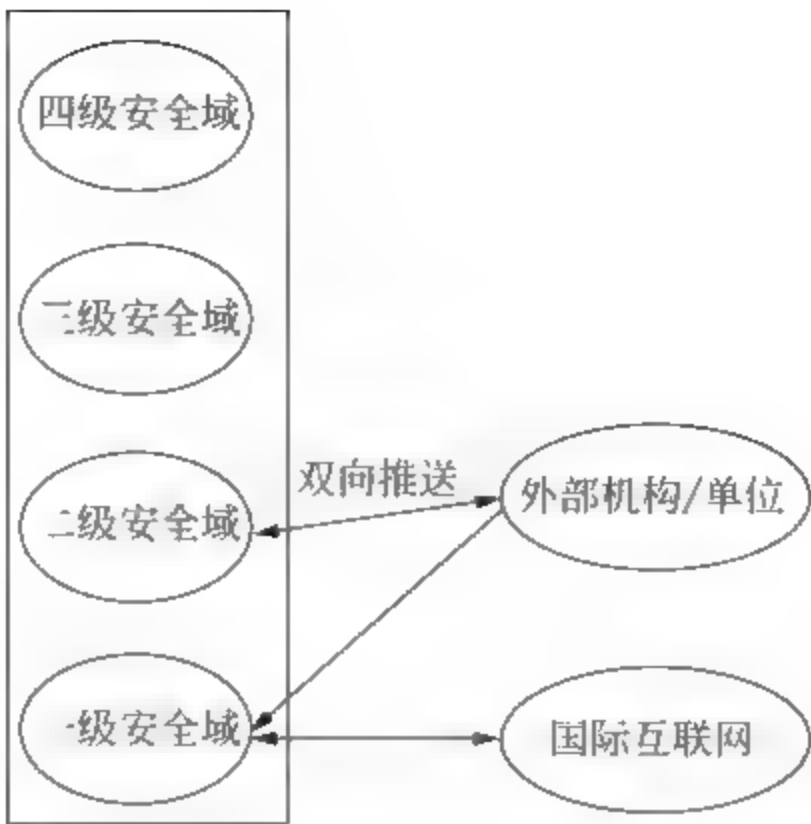 四级安全域
三级安全域
双向推送
二级安全域
外部机构/单位
一级安全域
国际互联网